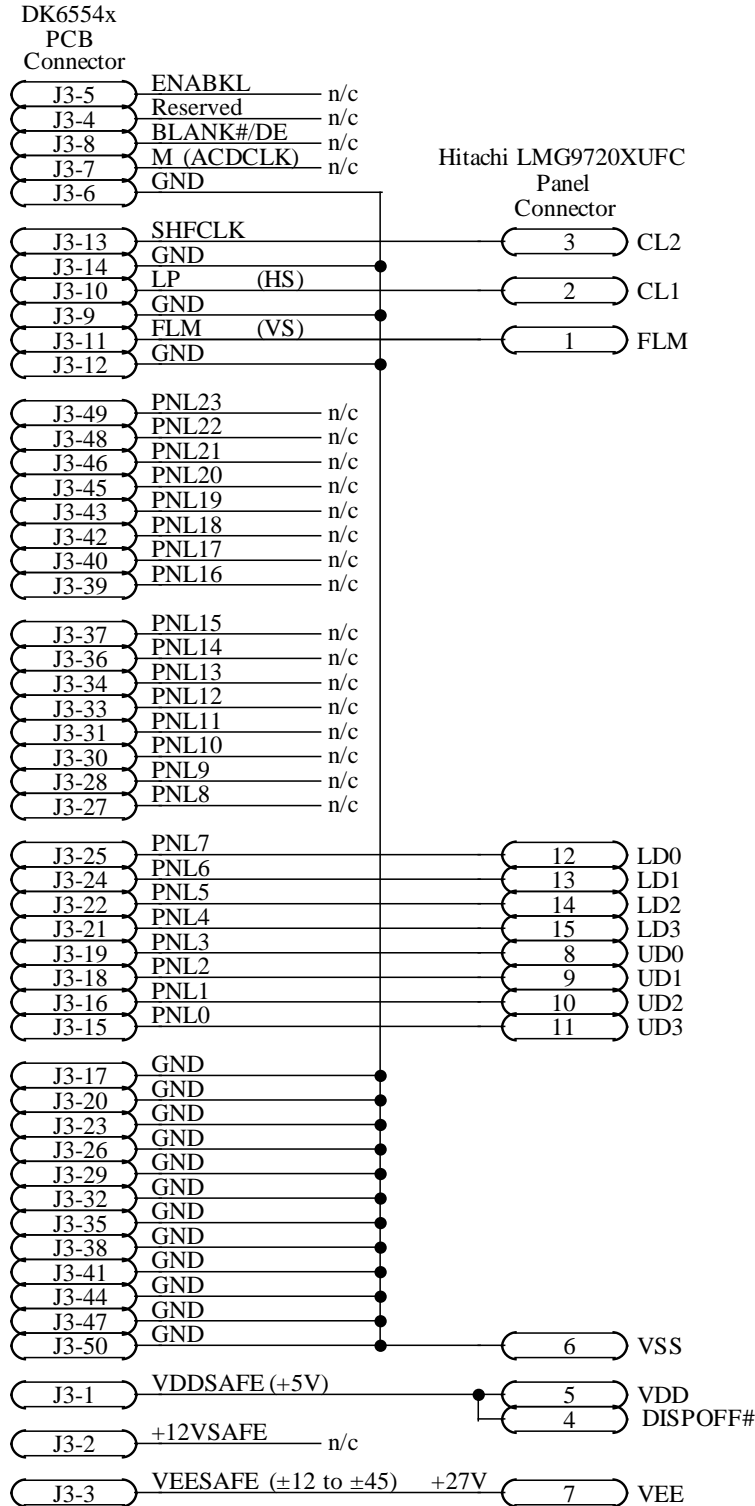 DK6554x
PCB
Connector
J3-5 ENABKL n/c
J3-4 Reserved n/c
J3-8 BLANK#/DE n/c
J3-7 M (ACDCLK) n/c
J3-6 GND
Hitachi LMG9720XUFC
Panel
Connector
J3-13 SHFCLK 3 CL2
J3-14 GND
J3-10 LP (HS) 2 CL1
J3-9 GND
J3-11 FLM (VS) 1 FLM
J3-12 GND
J3-49 PNL23 n/c
J3-48 PNL22 n/c
J3-46 PNL21 n/c
J3-45 PNL20 n/c
J3-43 PNL19 n/c
J3-42 PNL18 n/c
J3-40 PNL17 n/c
J3-39 PNL16 n/c
J3-37 PNL15 n/c
J3-36 PNL14 n/c
J3-34 PNL13 n/c
J3-33 PNL12 n/c
J3-31 PNL11 n/c
J3-30 PNL10 n/c
J3-28 PNL9 n/c
J3-27 PNL8 n/c
J3-25 PNL7 12 LD0
J3-24 PNL6 13 LD1
J3-22 PNL5 14 LD2
J3-21 PNL4 15 LD3
J3-19 PNL3 8 UD0
J3-18 PNL2 9 UD1
J3-16 PNL1 10 UD2
J3-15 PNL0 11 UD3
J3-17 GND
J3-20 GND
J3-23 GND
J3-26 GND
J3-29 GND
J3-32 GND
J3-35 GND
J3-38 GND
J3-41 GND
J3-44 GND
J3-47 GND
J3-50 GND 6 VSS
J3-1 VDDSAFE (+5V) 5 VDD
4 DISPOFF#
J3-2 +12VSAFE n/c
J3-3 VEESAFE (±12 to ±45) +27V 7 VEE